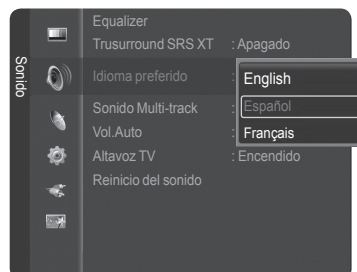 Sonido
Equalizer
Trusurround SRS XT : Apagado
Idioma preferido :
English
Español
Français
Sonido Multi-track :
Vol.Auto :
Altavoz TV : Encendido
Reinicio del sonido